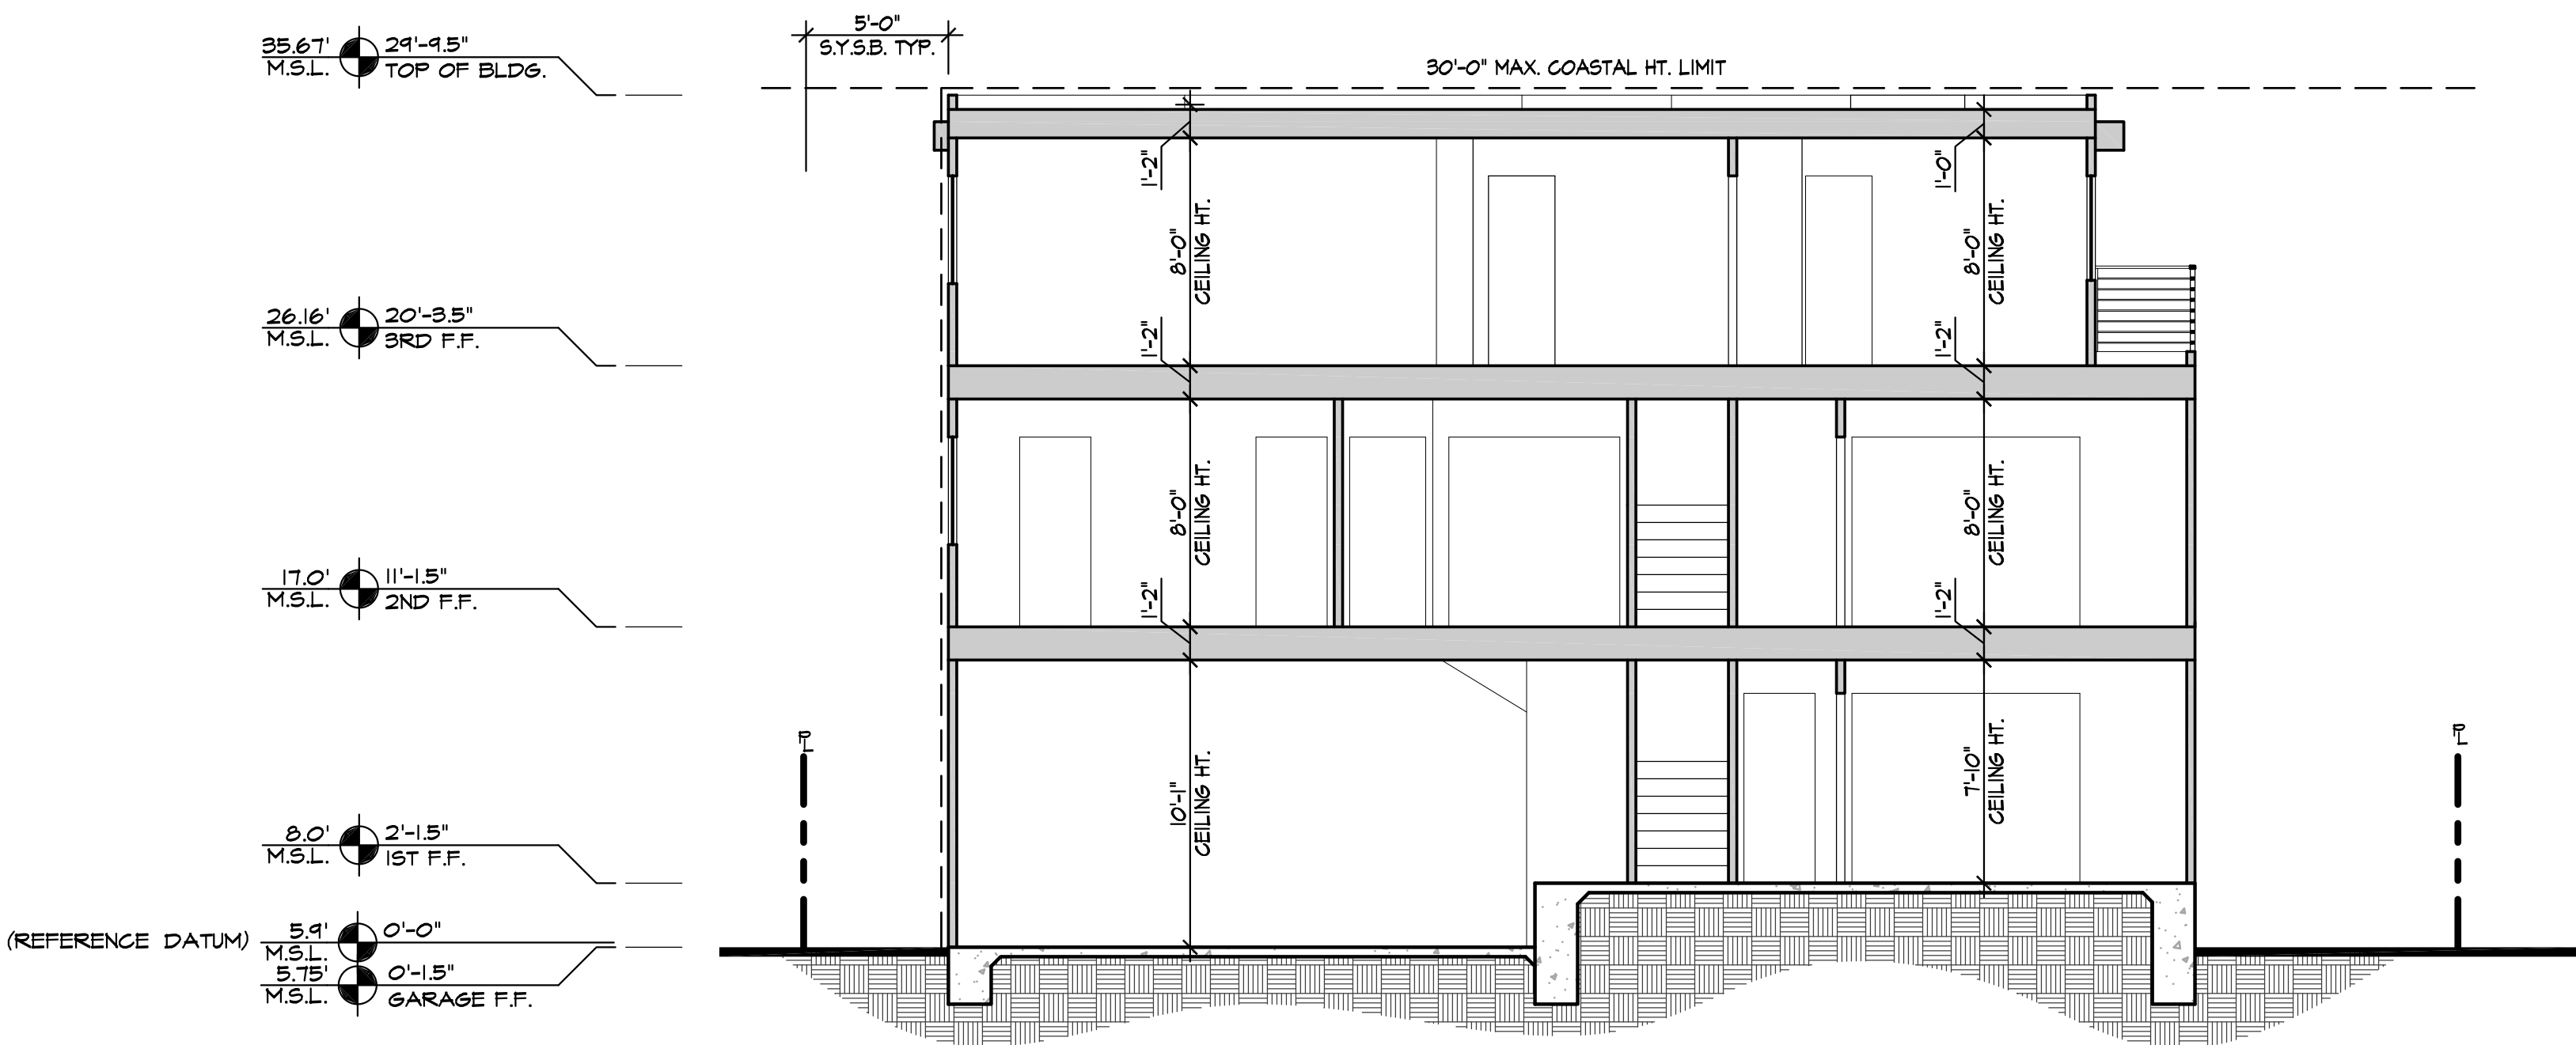 5'-0"
S.Y.S.B. TYP.
30'-0" MAX. COASTAL HT. LIMIT
35.67' 29'-9.5"
M.S.L. TOP OF BLDG.
1'-2"
1'-0"
8'-0"
CEILING HT.
8'-0"
CEILING HT.
26.16' 20'-3.5"
M.S.L. 3RD F.F.
1'-2"
1'-2"
8'-0"
CEILING HT.
8'-0"
CEILING HT.
17.0' 11'-1.5"
M.S.L. 2ND F.F.
1'-2"
1'-2"
PL
PL
10'-1"
CEILING HT.
7'-10"
CEILING HT.
8.0' 2'-1.5"
M.S.L. 1ST F.F.
(REFERENCE DATUM) 5.9' 0'-0"
M.S.L.
5.75' 0'-1.5"
M.S.L. GARAGE F.F.